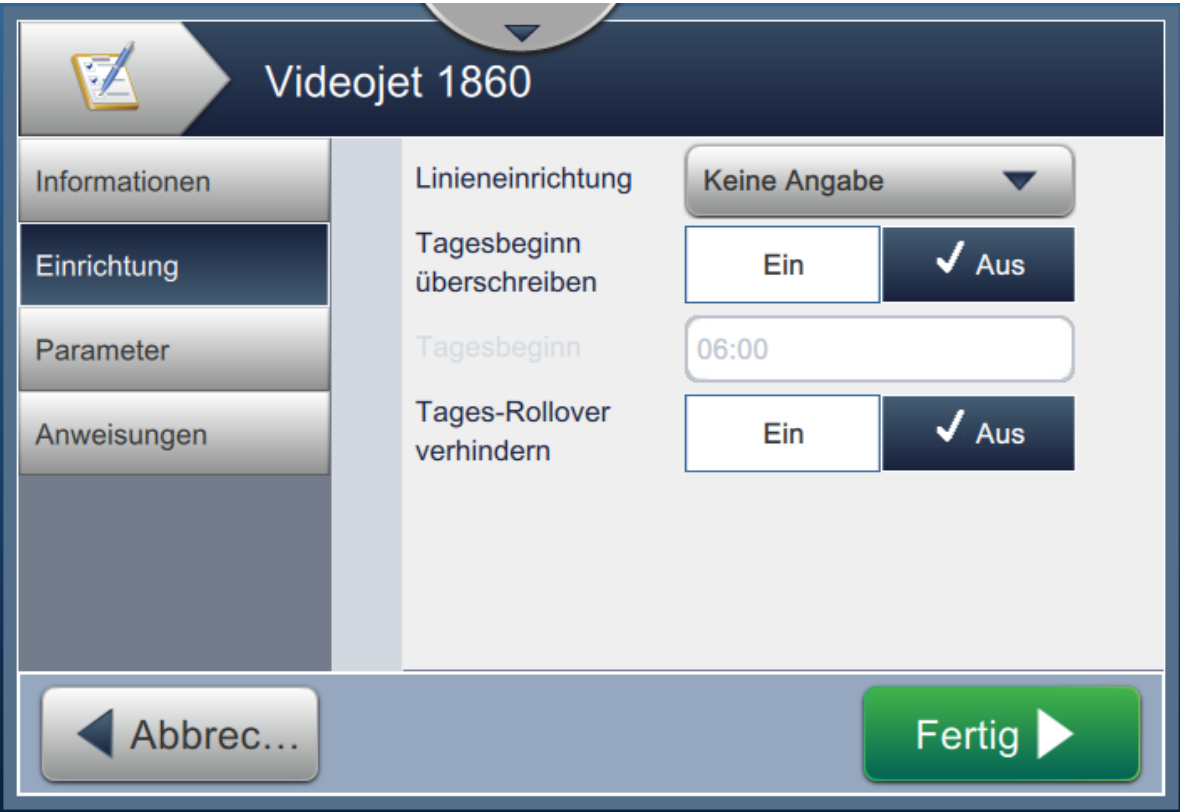 Videojet 1860
Informationen
Einrichtung
Parameter
Anweisungen
Linieneinrichtung
Keine Angabe
Tagesbeginn
überschreiben
Ein
Aus
Tagesbeginn
06:00
Tages-Rollover
verhindern
Ein
Aus
Abbrec...
Fertig